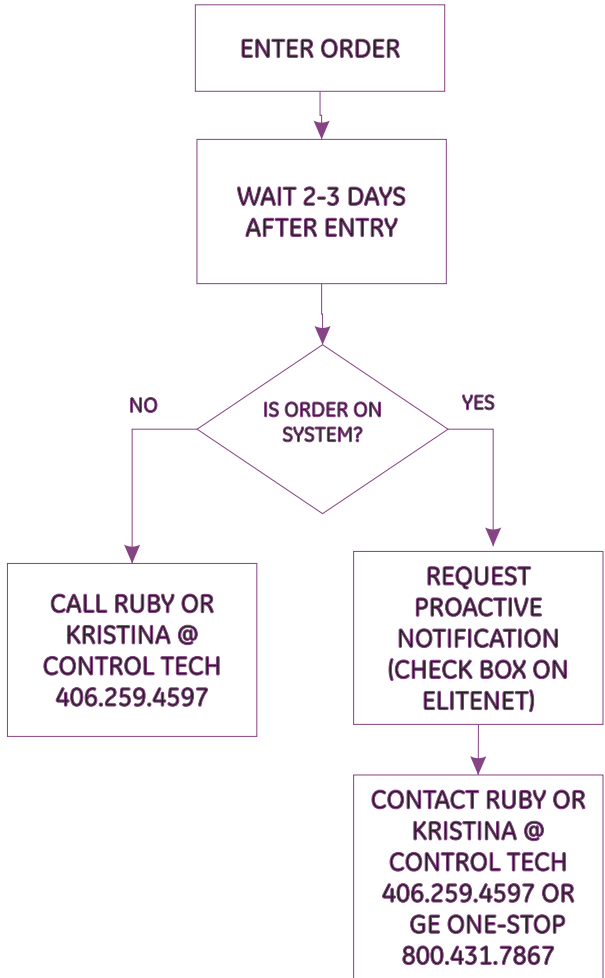 ENTER ORDER
WAIT 2-3 DAYS
AFTER ENTRY
IS ORDER ON
SYSTEM?
NO
YES
CALL RUBY OR
KRISTINA @
CONTROL TECH
406.259.4597
REQUEST
PROACTIVE
NOTIFICATION
(CHECK BOX ON
ELITENET)
CONTACT RUBY OR
KRISTINA @
CONTROL TECH
406.259.4597 OR
GE ONE-STOP
800.431.7867